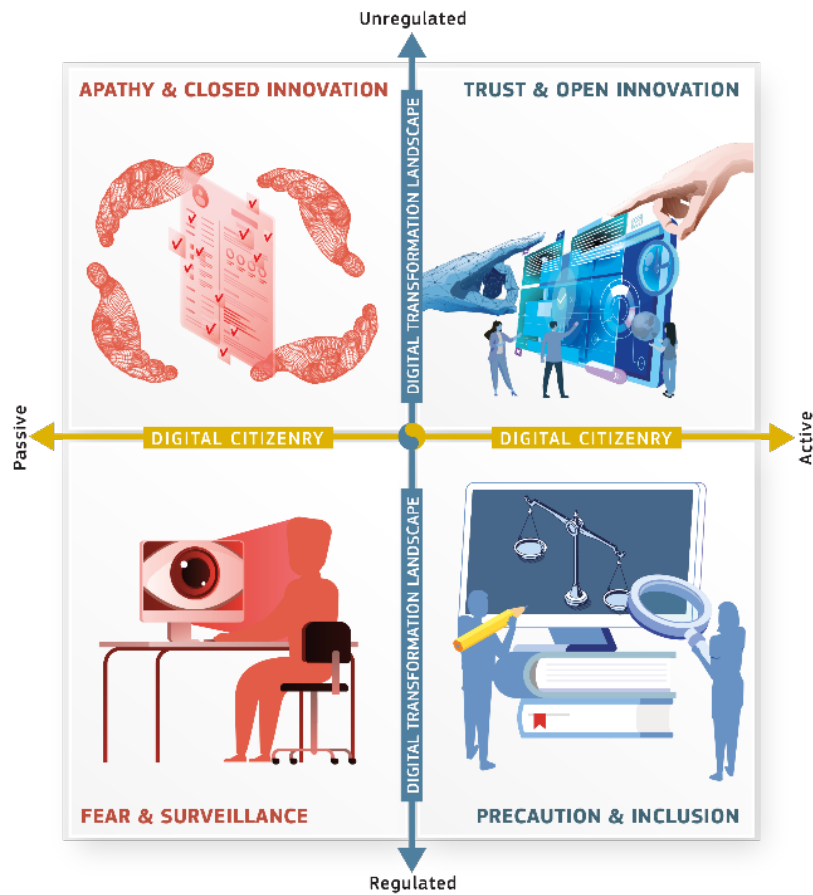 Unregulated
APATHY & CLOSED INNOVATION
TRUST & OPEN INNOVATION
DIGITAL TRANSFORMATION LANDSCAPE
Passive
DIGITAL CITIZENRY
DIGITAL CITIZENRY
Active
DIGITAL TRANSFORMATION LANDSCAPE
FEAR & SURVEILLANCE
PRECAUTION & INCLUSION
Regulated